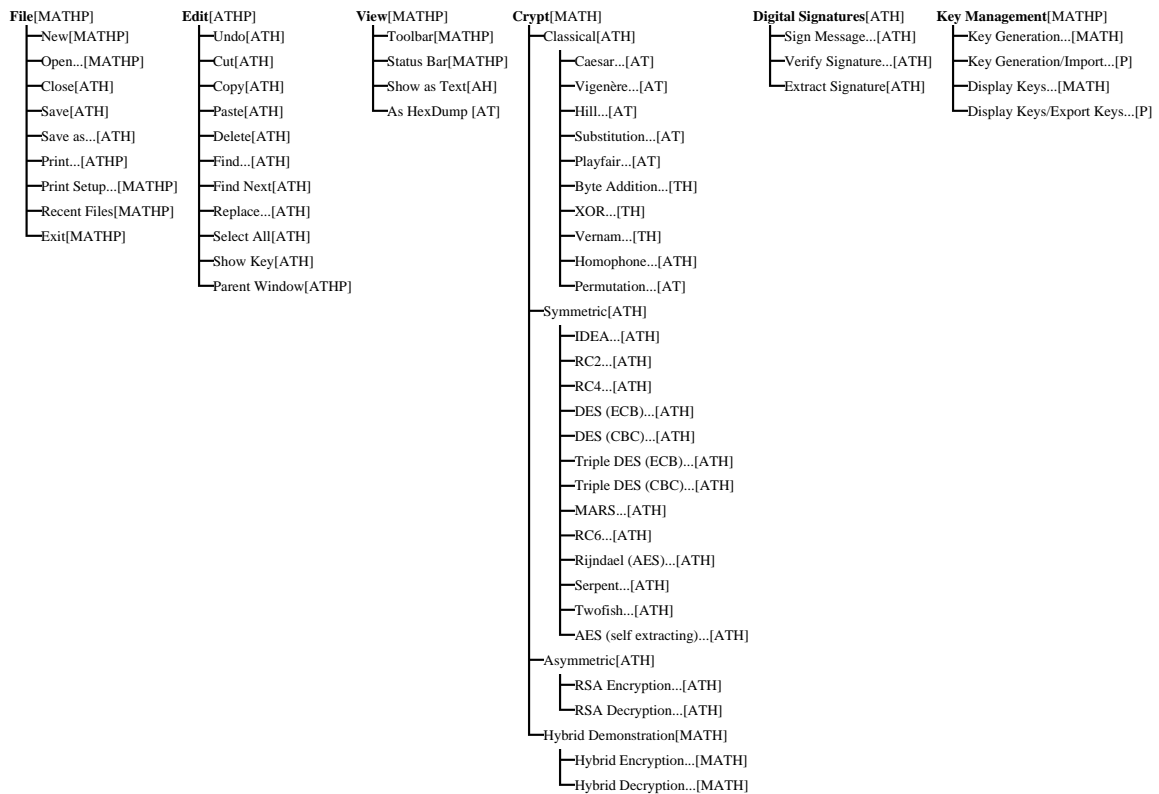 File[MATHP]
New[MATHP]
Open...[MATHP]
Close[ATH]
Save[ATH]
Save as...[ATH]
Print...[ATHP]
Print Setup...[MATHP]
Recent Files[MATHP]
Exit[MATHP]
Edit[ATHP]
Undo[ATH]
Cut[ATH]
Copy[ATH]
Paste[ATH]
Delete[ATH]
Find...[ATH]
Find Next[ATH]
Replace...[ATH]
Select All[ATH]
Show Key[ATH]
Parent Window[ATHP]
View[MATHP]
Toolbar[MATHP]
Status Bar[MATHP]
Show as Text[AH]
As HexDump [AT]
Crypt[MATH]
Classical[ATH]
Caesar...[AT]
Vigenère...[AT]
Hill...[AT]
Substitution...[AT]
Playfair...[AT]
Byte Addition...[TH]
XOR...[TH]
Vernam...[TH]
Homophone...[ATH]
Permutation...[AT]
Symmetric[ATH]
IDEA...[ATH]
RC2...[ATH]
RC4...[ATH]
DES (ECB)...[ATH]
DES (CBC)...[ATH]
Triple DES (ECB)...[ATH]
Triple DES (CBC)...[ATH]
MARS...[ATH]
RC6...[ATH]
Rijndael (AES)...[ATH]
Serpent...[ATH]
Twofish...[ATH]
AES (self extracting)...[ATH]
Asymmetric[ATH]
RSA Encryption...[ATH]
RSA Decryption...[ATH]
Hybrid Demonstration[MATH]
Hybrid Encryption...[MATH]
Hybrid Decryption...[MATH]
Digital Signatures[ATH]
Sign Message...[ATH]
Verify Signature...[ATH]
Extract Signature[ATH]
Key Management[MATHP]
Key Generation...[MATH]
Key Generation/Import...[P]
Display Keys...[MATH]
Display Keys/Export Keys...[P]